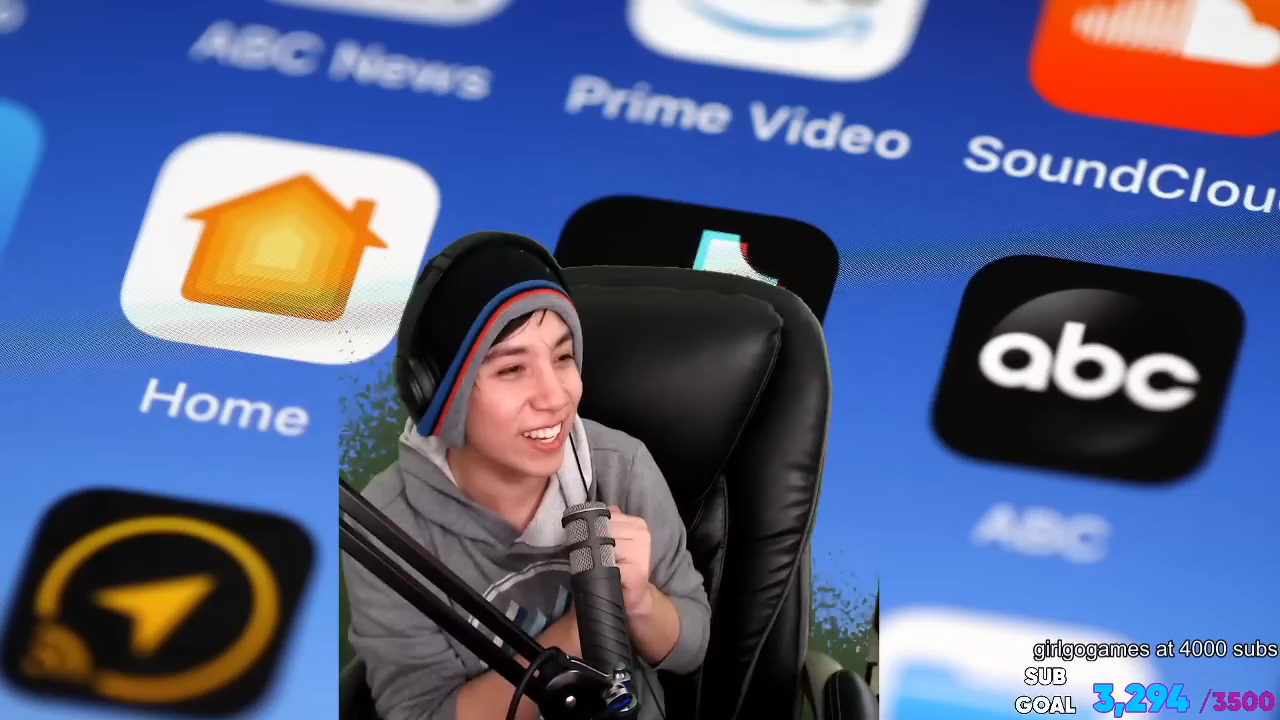 ABC News
Prime Video
SoundClou
Home
abc
ABC
girlgogames at 4000 subs
SUB
GOAL 3,294 /3500